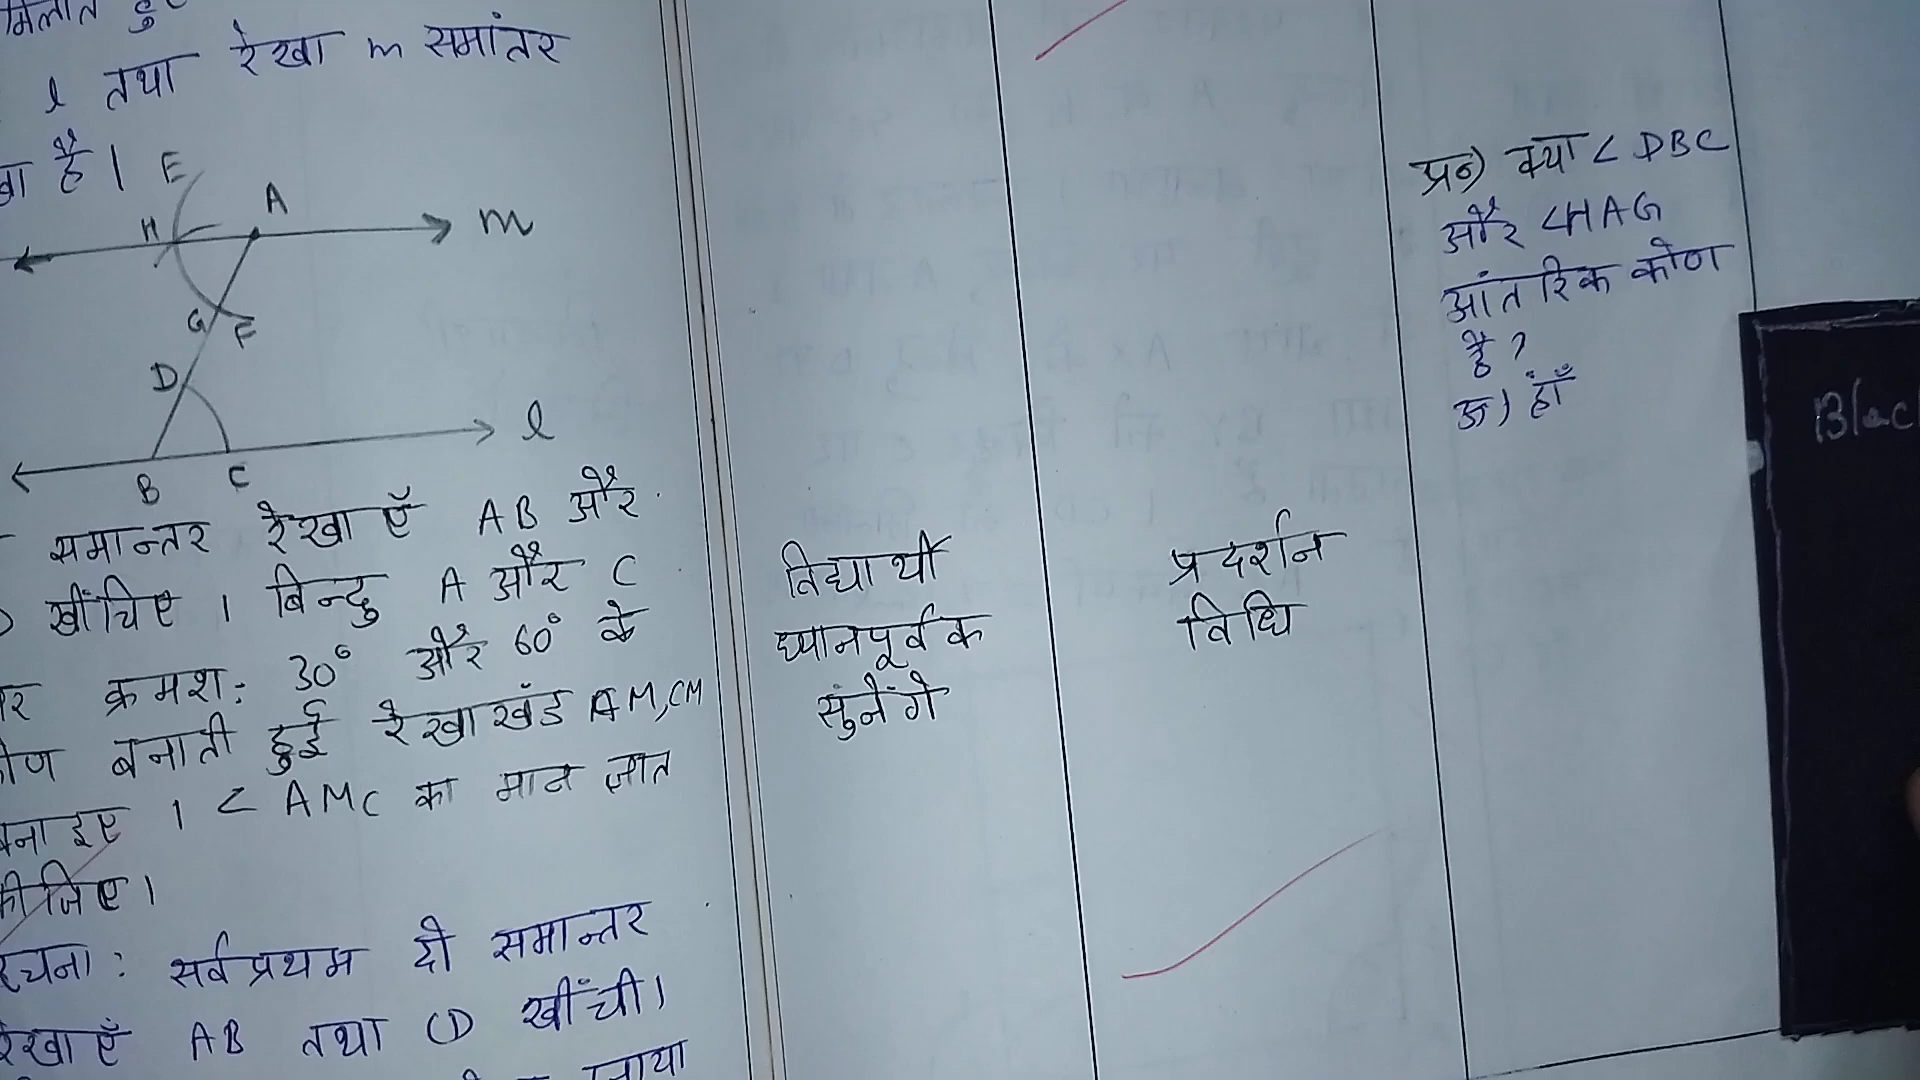 l तथा रेखा m समांतर
है।
E
A
H
m
G
F
D
l
B
C
समान्तर रेखाएँ AB और
खींचिए । बिन्दु A और C
क्रमश: 30° और 60° के
बनाती हुई रेखाखंड AM, CM
। < AMC का मान ज्ञात
कीजिए।
रचना: सर्वप्रथम दो समान्तर
रेखाएँ AB तथा CD खींची।
विद्यार्थी
ध्यानपूर्वक
सुंनेंगे
प्रदर्शन
विधि
प्रन) क्या < DBC
और <HAG
आंतरिक कोण
है?
उ) हाँ